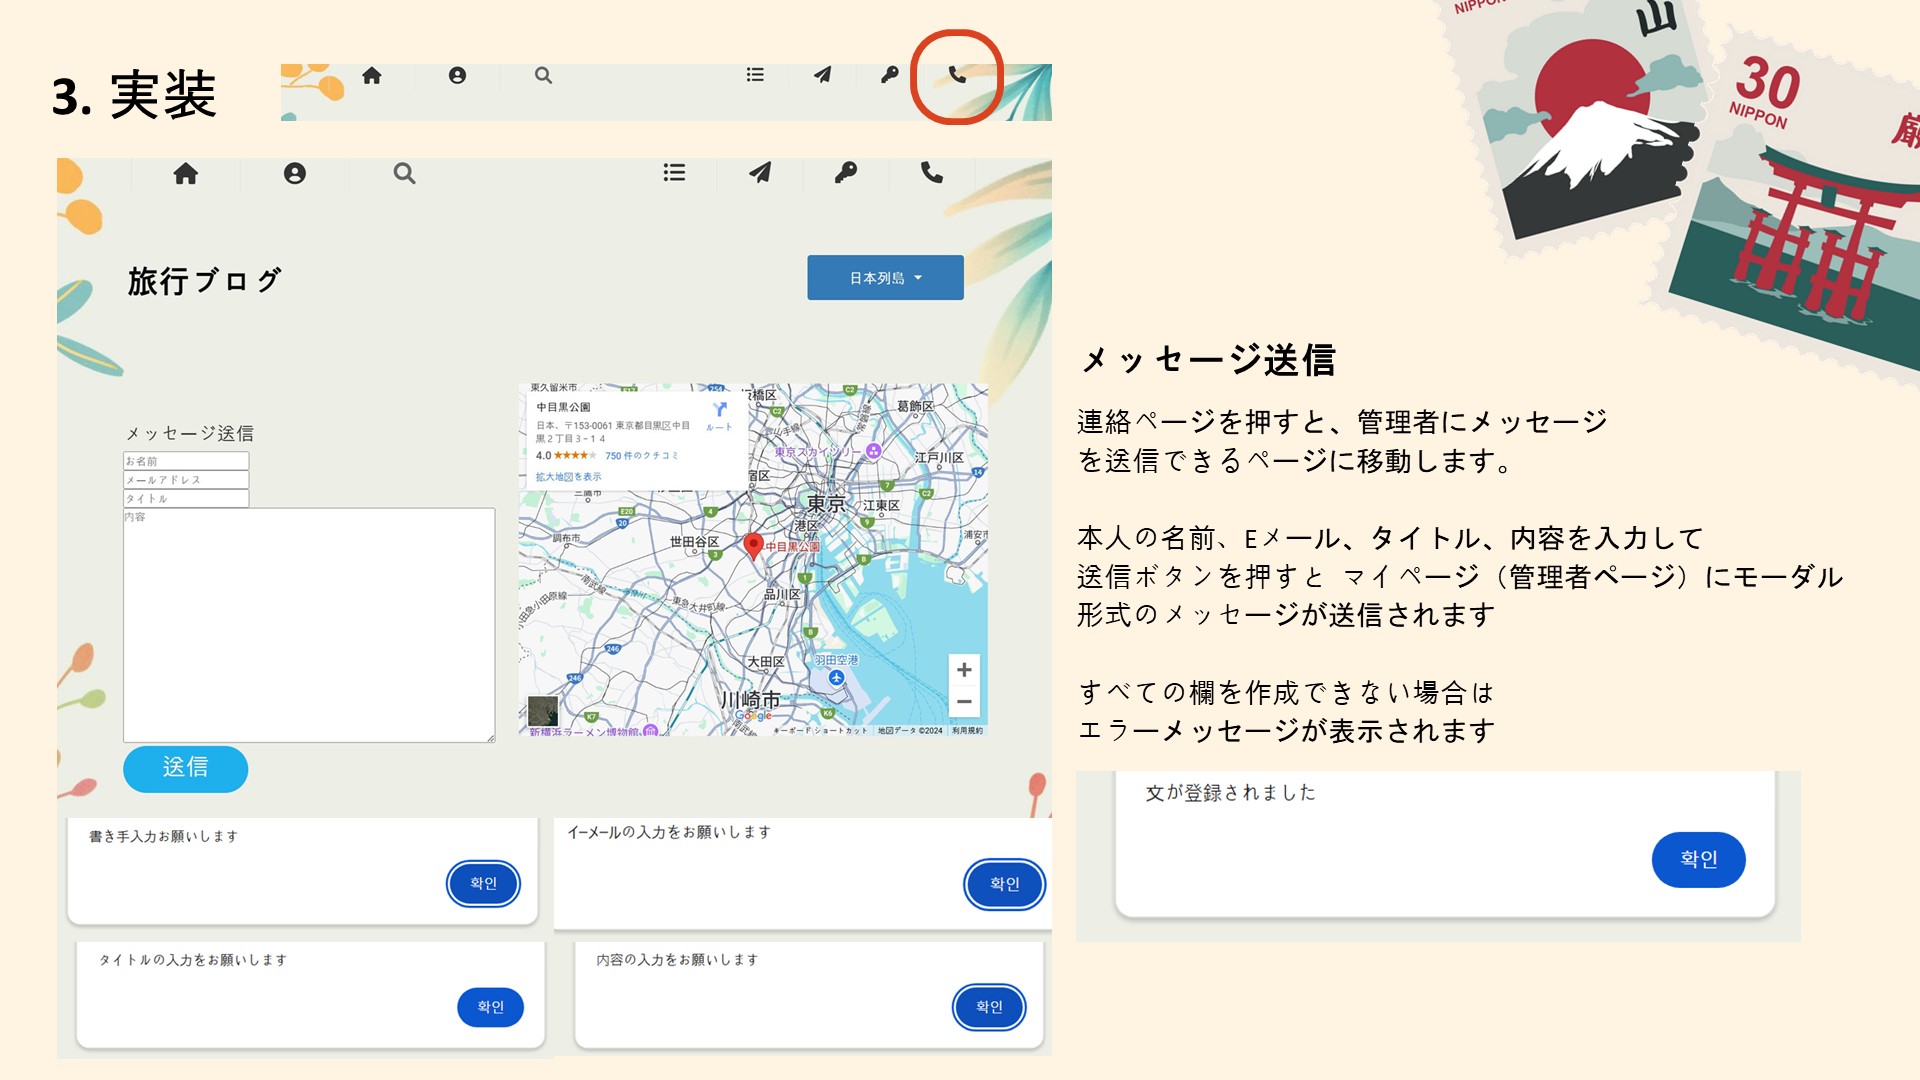 3. 実装
旅行ブログ
日本列島
メッセージ送信
お名前
メールアドレス
タイトル
内容
送信
東久留米市
中目黒公園
日本、〒153-0061 東京都目黒区中目
黒2丁目3−14
ルート
4.0 750 件のクチコミ
拡大地図を表示
葛飾区
山手線
東京スカイツリー
江戸川区
三鷹市
東京
江東区
港区
調布市
世田谷区
中目黒公園
浦安市
南武線
小田急小田原線
東急大井町線
品川区
大田区
羽田空港
川崎市
Google
新横浜ラーメン博物館
キーボード ショートカット 地図データ ©2024 利用規約
書き手入力お願いします
확인
イーメールの入力をお願いします
확인
タイトルの入力をお願いします
확인
内容の入力をお願いします
확인
NIPPON
山
30
NIPPON
メッセージ送信
連絡ページを押すと、管理者にメッセージ
を送信できるページに移動します。
本人の名前、Eメール、タイトル、内容を入力して
送信ボタンを押すと マイページ（管理者ページ）にモーダル
形式のメッセージが送信されます
すべての欄を作成できない場合は
エラーメッセージが表示されます
文が登録されました
확인